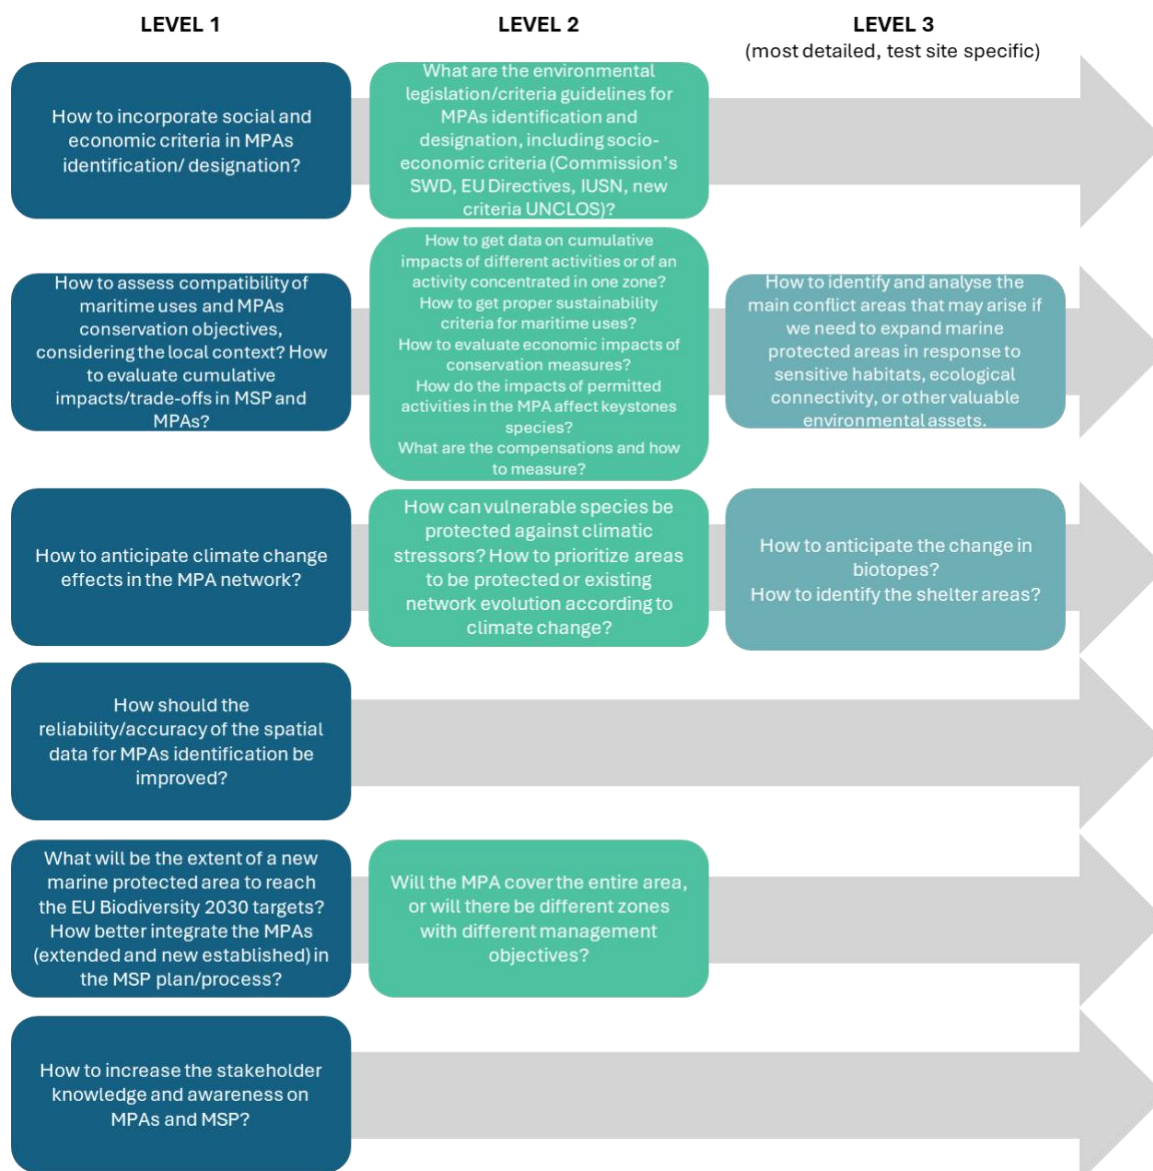 LEVEL 1
LEVEL 2
LEVEL 3
(most detailed, test site specific)
How to incorporate social and
economic criteria in MPAs
identification/ designation?
What are the environmental
legislation/criteria guidelines for
MPAs identification and
designation, including socio-
economic criteria (Commission's
SWD, EU Directives, IUSN, new
criteria UNCLOS)?
How to assess compatibility of
maritime uses and MPAs
conservation objectives,
considering the local context? How
to evaluate cumulative
impacts/trade-offs in MSP and
MPAs?
How to get data on cumulative
impacts of different activities or of an
activity concentrated in one zone?
How to get proper sustainability
criteria for maritime uses?
How to evaluate economic impacts of
conservation measures?
How do the impacts of permitted
activities in the MPA affect keystones
species?
What are the compensations and how
to measure?
How to identify and analyse the
main conflict areas that may arise if
we need to expand marine
protected areas in response to
sensitive habitats, ecological
connectivity, or other valuable
environmental assets.
How to anticipate climate change
effects in the MPA network?
How can vulnerable species be
protected against climatic
stressors? How to prioritize areas
to be protected or existing
network evolution according to
climate change?
How to anticipate the change in
biotopes?
How to identify the shelter areas?
How should the
reliability/accuracy of the spatial
data for MPAs identification be
improved?
What will be the extent of a new
marine protected area to reach
the EU Biodiversity 2030 targets?
How better integrate the MPAs
(extended and new established) in
the MSP plan/process?
Will the MPA cover the entire area,
or will there be different zones
with different management
objectives?
How to increase the stakeholder
knowledge and awareness on
MPAs and MSP?